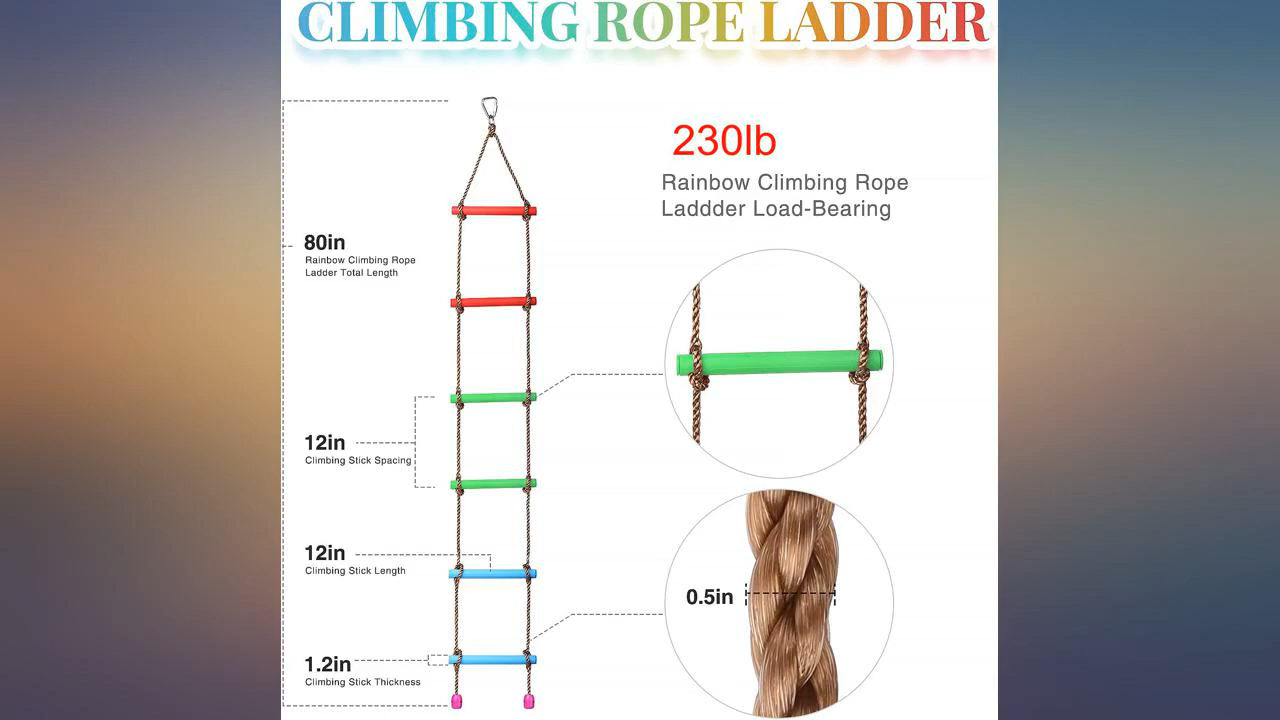 CLIMBING ROPE LADDER
230lb
Rainbow Climbing Rope
Laddder Load-Bearing
80in
Rainbow Climbing Rope
Ladder Total Length
12in
Climbing Stick Spacing
12in
Climbing Stick Length
0.5in
1.2in
Climbing Stick Thickness